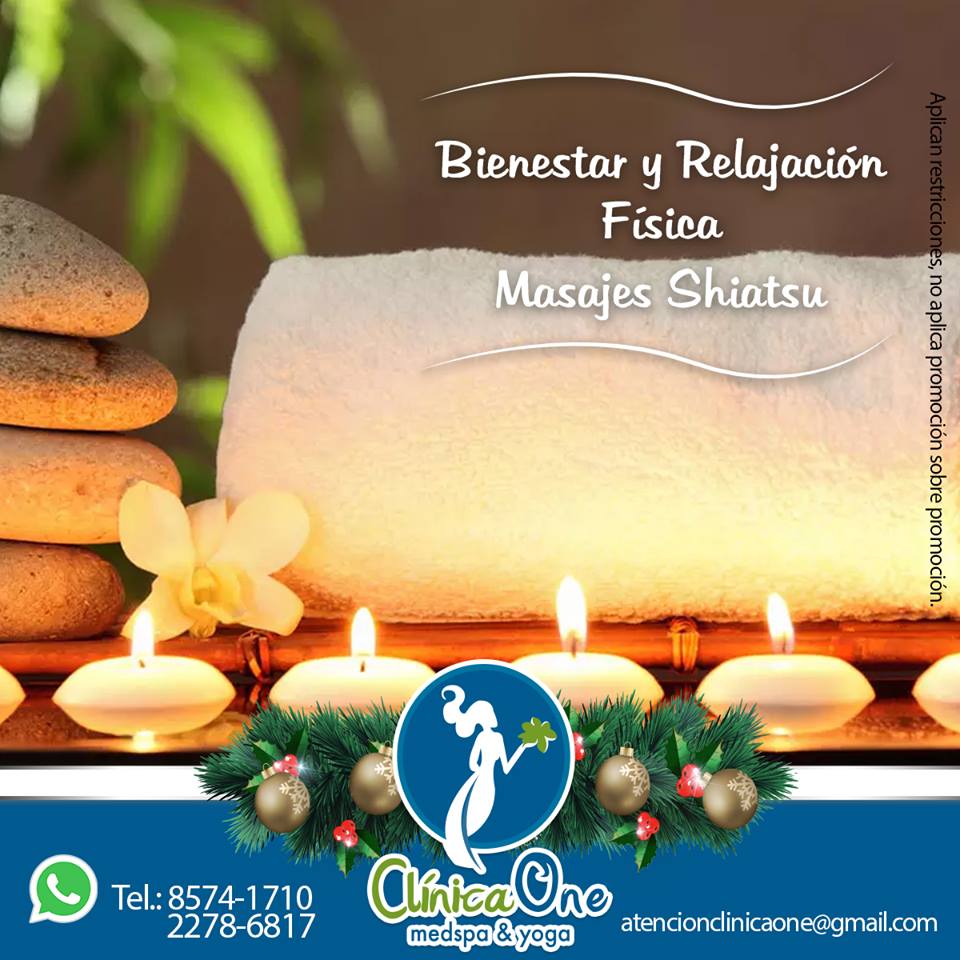 Bienestar y Relajación
Física
Masajes Shiatsu
Aplican restricciones, no aplica promoción sobre promoción.
Tel.: 8574-1710
2278-6817
Clínica One
medspa & yoga
atencionclinicaone@gmail.com